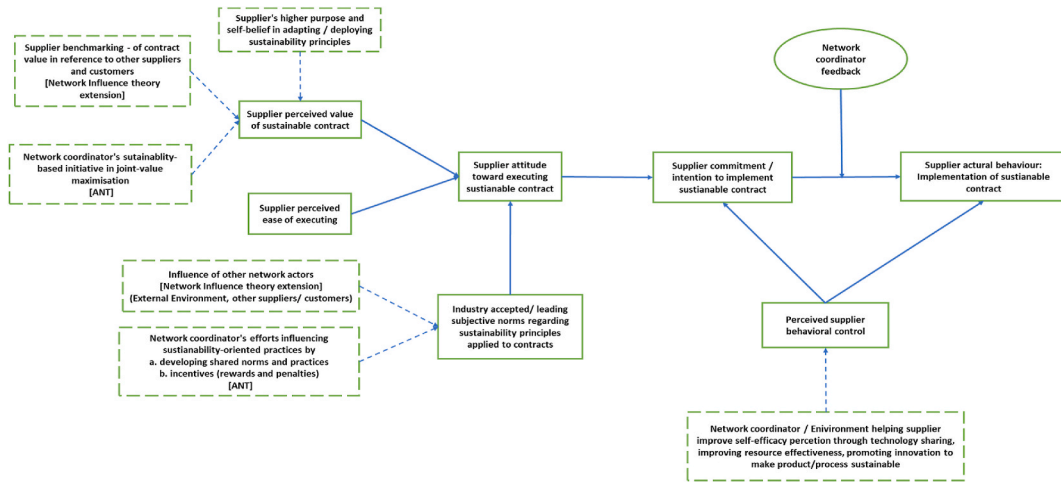 Supplier's higher purpose and
self-belief in adapting / deploying
sustainability principles
Supplier benchmarking - of contract
value in reference to other suppliers
and customers
[Network Influence theory
extension]
Network coordinator
feedback
Supplier perceived value
of sustainable contract
Network coordinator's sutainablity-
based initiative in joint-value
maximisation
[ANT]
Supplier attitude
toward executing
sustianable contract
Supplier commitment /
intention to implement
sustianable contract
Supplier actural behaviour:
Implementation of sustianable
contract
Supplier perceived
ease of executing
Influence of other network actors
[Network Influence theory extension]
(External Environment, other suppliers/ customers)
Industry accepted/ leading
subjective norms regarding
sustainability principles
applied to contracts
Perceived supplier
behavioral control
Network coordinator's efforts influencing
sustianability-oriented practices by
a. developing shared norms and practices
b. incentives (rewards and penalties)
[ANT]
Network coordinator / Enivironment helping supplier
improve self-efficacy percetion through technology sharing,
improving resource effectiveness, promoting innovation to
make product/process sustainable